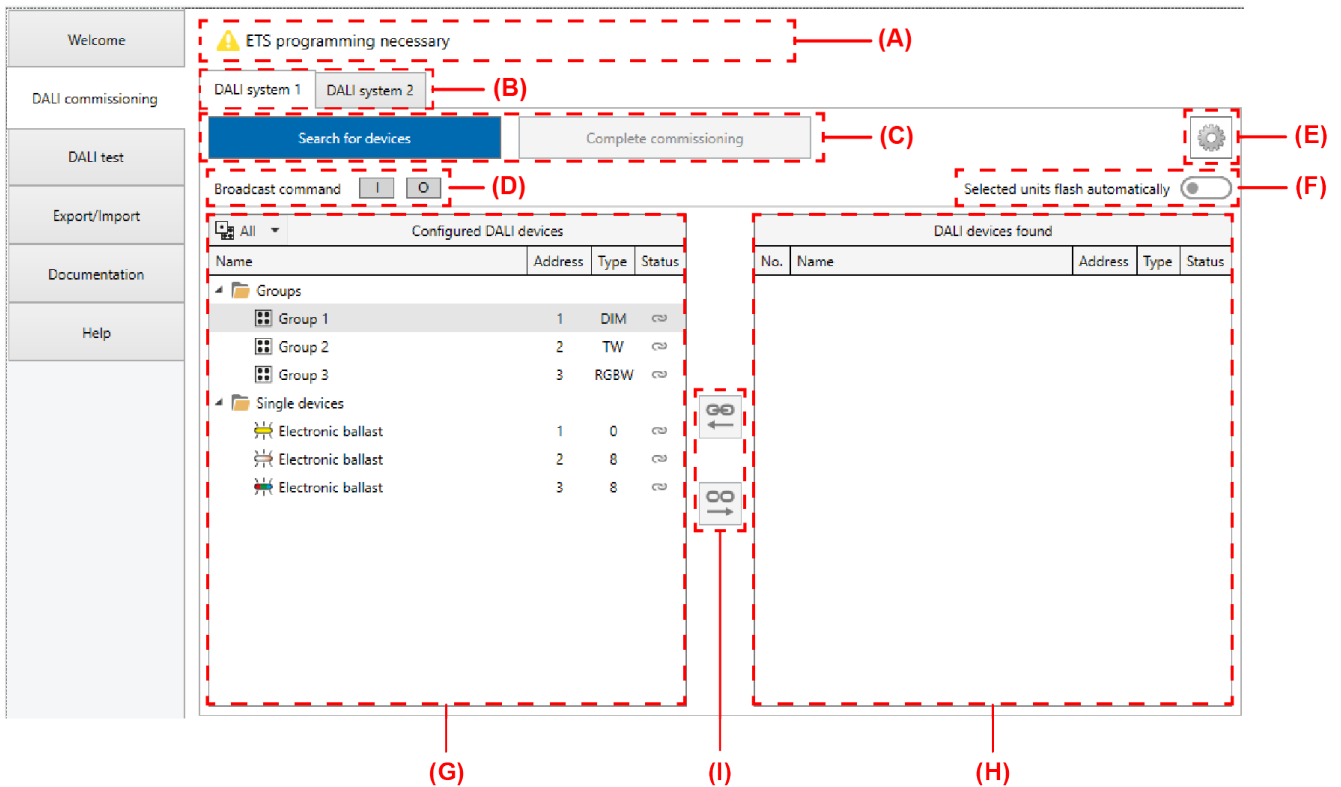 Welcome
DALI commissioning
DALI test
Export/Import
Documentation
Help
ETS programming necessary
(A)
DALI system 1 DALI system 2
(B)
Search for devices Complete commissioning
(C)
(E)
Broadcast command I O
(D)
Selected units flash automatically
(F)
All Configured DALI devices
Name Address Type Status
Groups
Group 1 1 DIM
Group 2 2 TW
Group 3 3 RGBW
Single devices
Electronic ballast 1 0
Electronic ballast 2 8
Electronic ballast 3 8
DALI devices found
No. Name Address Type Status
(G)
(I)
(H)